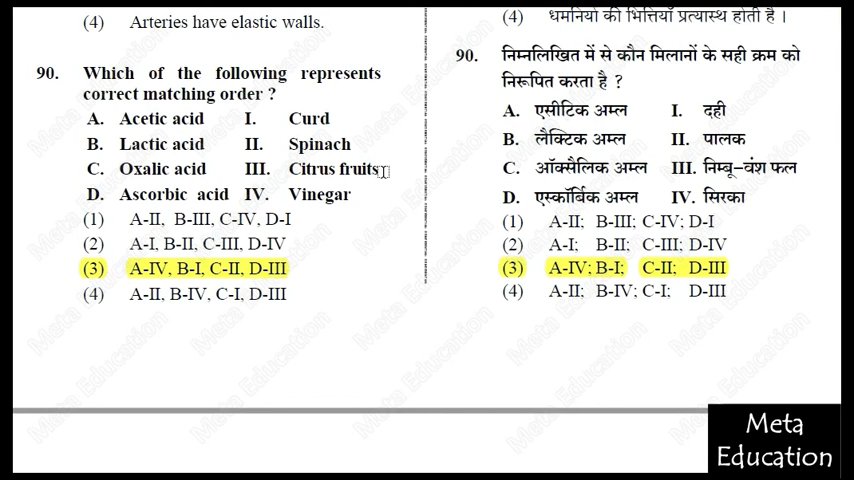 (4) Arteries have elastic walls.
90. Which of the following represents
correct matching order ?
A. Acetic acid I. Curd
B. Lactic acid II. Spinach
C. Oxalic acid III. Citrus fruits
D. Ascorbic acid IV. Vinegar
(1) A-II, B-III, C-IV, D-I
(2) A-I, B-II, C-III, D-IV
(3) A-IV, B-I, C-II, D-III
(4) A-II, B-IV, C-I, D-III
(4) धमनियों की भित्तियाँ प्रत्यास्थ होती है ।
90. निम्नलिखित में से कौन मिलानों के सही क्रम को
निरूपित करता है ?
A. एसीटिक अम्ल I. दही
B. लैक्टिक अम्ल II. पालक
C. ऑक्सैलिक अम्ल III. निम्बू-वंश फल
D. एस्कॉर्बिक अम्ल IV. सिरका
(1) A-II; B-III; C-IV; D-I
(2) A-I; B-II; C-III; D-IV
(3) A-IV; B-I; C-II; D-III
(4) A-II; B-IV; C-I; D-III
Meta
Education